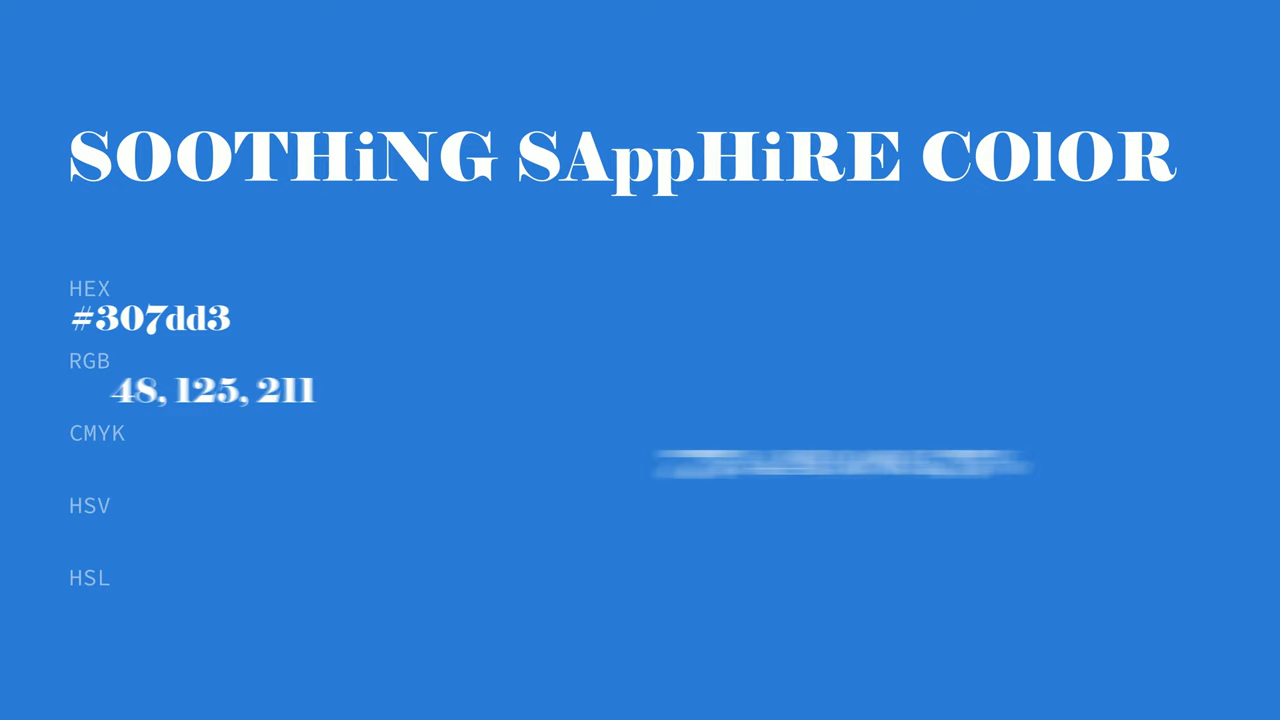 SOOTHiNG SAppHiRE COlOR
HEX
#307dd3
RGB
48, 125, 211
CMYK
HSV
HSL